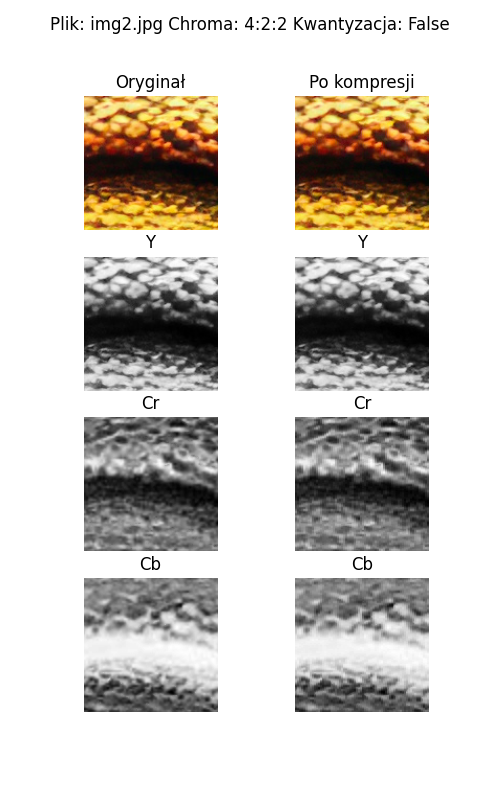 Plik: img2.jpg Chroma: 4:2:2 Kwantyzacja: False
Oryginał Po kompresji
Y Y
Cr Cr
Cb Cb